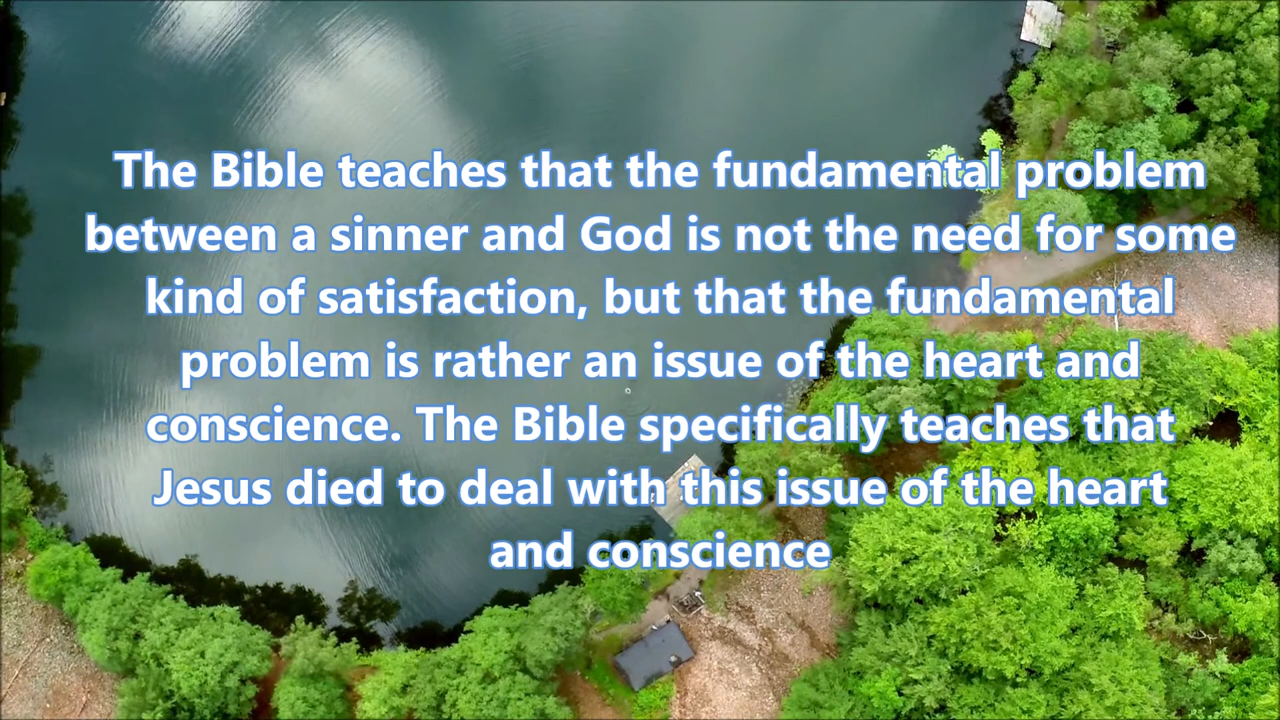 The Bible teaches that the fundamental problem
between a sinner and God is not the need for some
kind of satisfaction, but that the fundamental
problem is rather an issue of the heart and
conscience. The Bible specifically teaches that
Jesus died to deal with this issue of the heart
and conscience